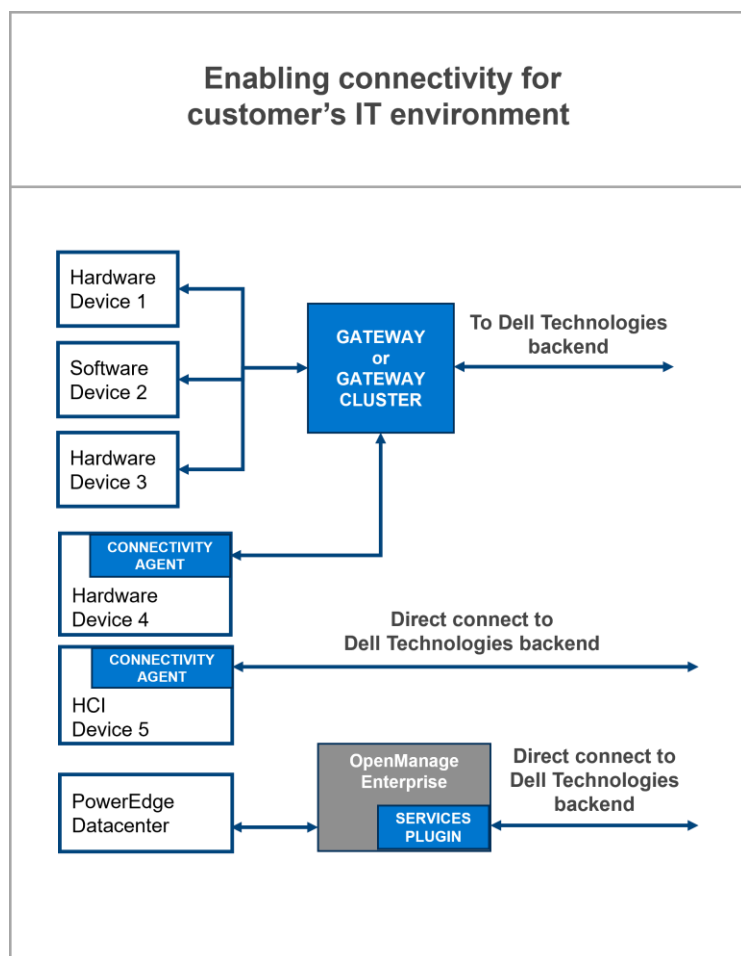 Enabling connectivity for
customer's IT environment
Hardware
Device 1
Software
Device 2
Hardware
Device 3
GATEWAY
or
GATEWAY
CLUSTER
To Dell Technologies
backend
CONNECTIVITY
AGENT
Hardware
Device 4
Direct connect to
Dell Technologies backend
CONNECTIVITY
AGENT
HCI
Device 5
PowerEdge
Datacenter
OpenManage
Enterprise
SERVICES
PLUGIN
Direct connect to
Dell Technologies
backend